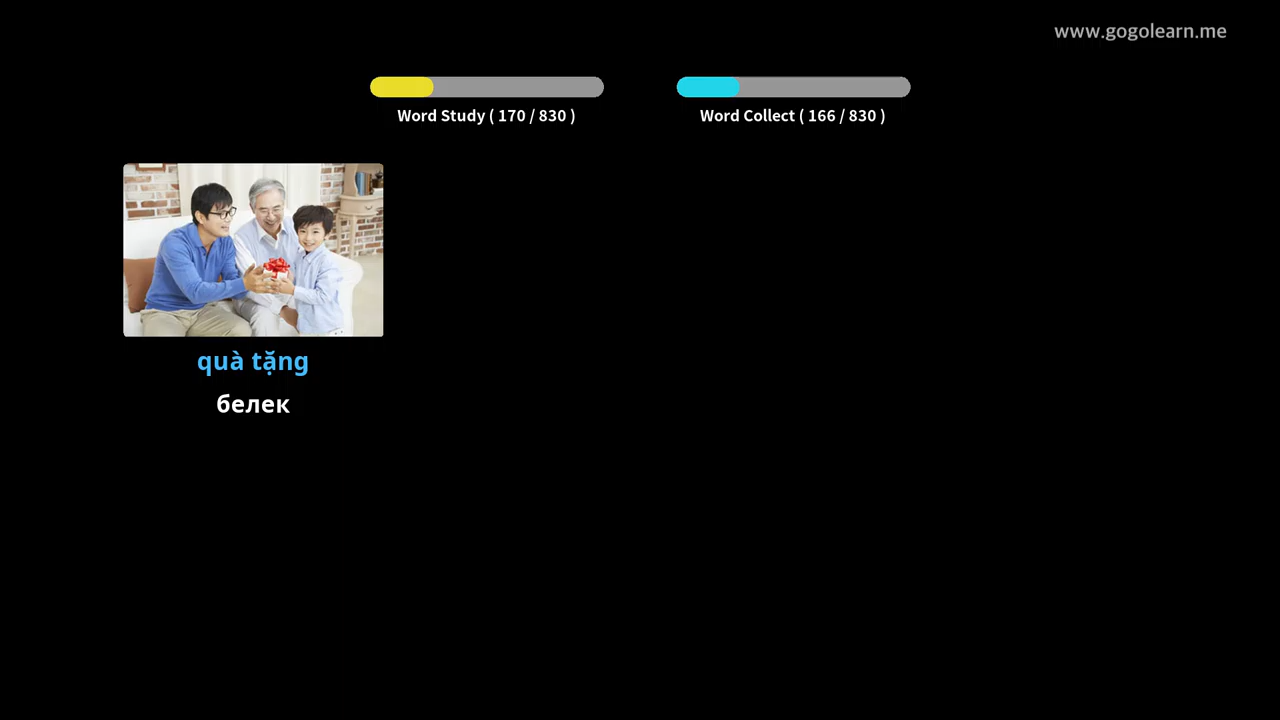 www.gogolearn.me
Word Study ( 170 / 830 )
Word Collect ( 166 / 830 )
quà tặng
белек